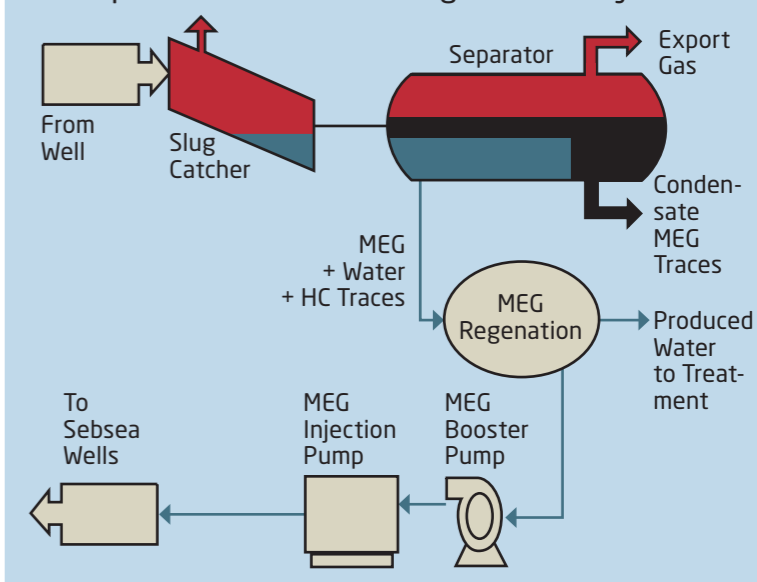 Separator
Export
Gas
From
Well
Slug
Catcher
Conden-
sate
MEG
Traces
MEG
+ Water
+ HC Traces
MEG
Regenation
Produced
Water
to Treat-
ment
To
Sebsea
Wells
MEG
Injection
Pump
MEG
Booster
Pump